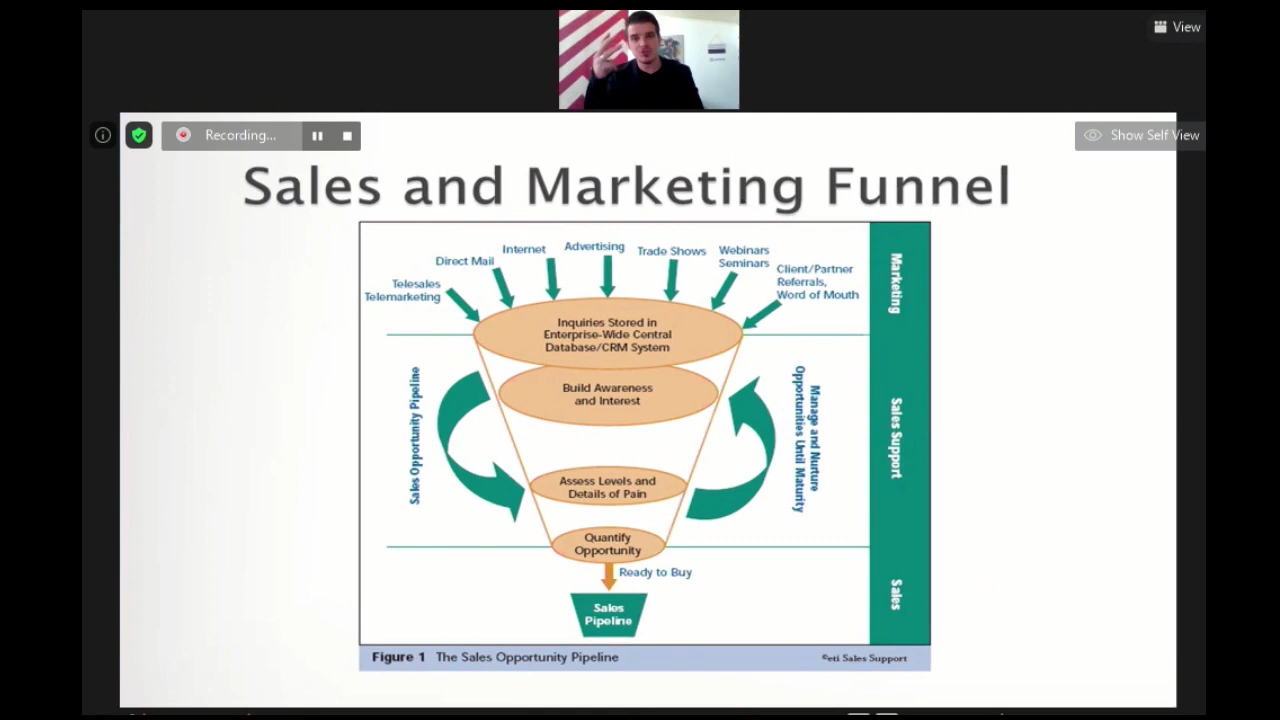 View
Recording...
Show Self View
Sales and Marketing Funnel
Telesales
Telemarketing
Direct Mail
Internet
Advertising
Trade Shows
Webinars
Seminars
Client/Partner
Referrals,
Word of Mouth
Marketing
Inquiries Stored in
Enterprise-Wide Central
Database/CRM System
Build Awareness
and Interest
Sales Opportunity Pipeline
Manage and Nurture
Opportunities Until Maturity
Sales Support
Assess Levels and
Details of Pain
Quantify
Opportunity
Ready to Buy
Sales
Pipeline
Sales
Figure 1 The Sales Opportunity Pipeline
©eti Sales Support